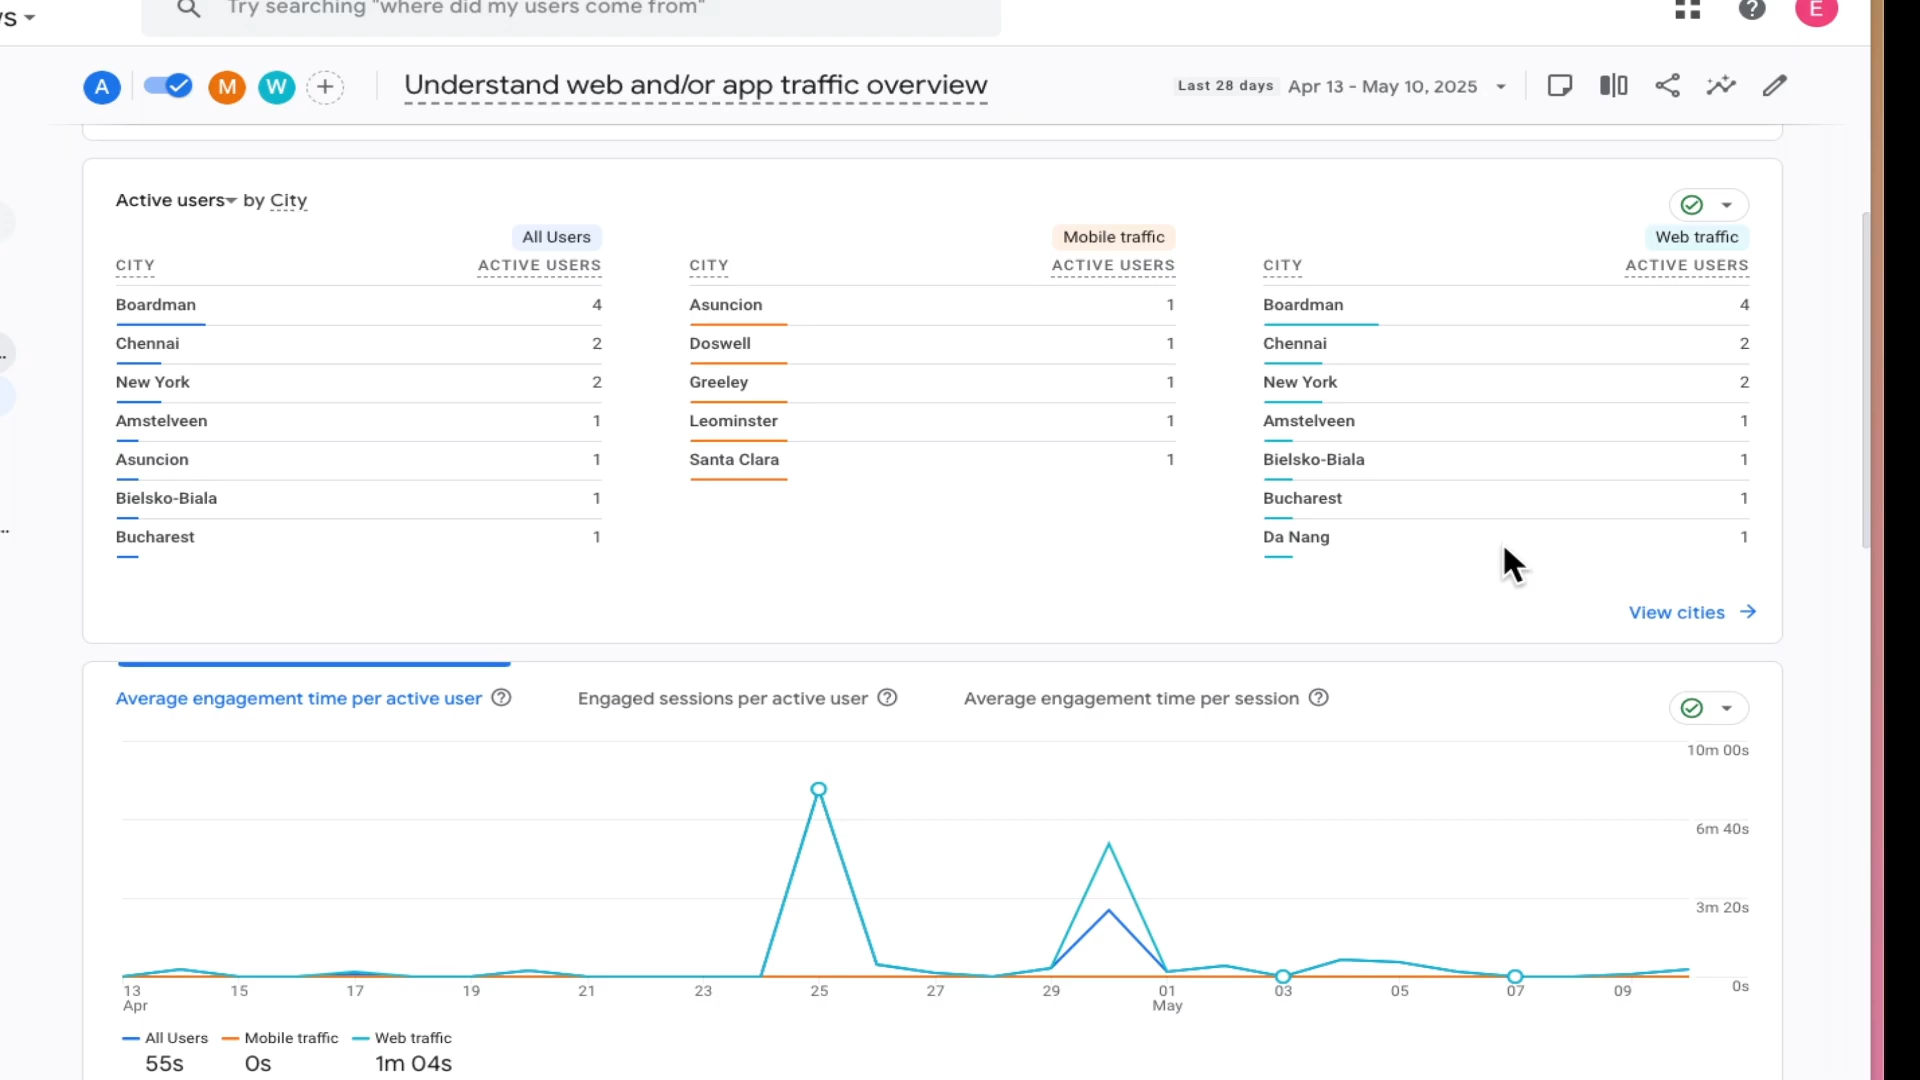 Try searching "where did my users come from"
E
A M W Understand web and/or app traffic overview Last 28 days Apr 13 - May 10, 2025
Active users by City
All Users
CITY ACTIVE USERS
Boardman 4
Chennai 2
New York 2
Amstelveen 1
Asuncion 1
Bielsko-Biala 1
Bucharest 1
Mobile traffic
CITY ACTIVE USERS
Asuncion 1
Doswell 1
Greeley 1
Leominster 1
Santa Clara 1
Web traffic
CITY ACTIVE USERS
Boardman 4
Chennai 2
New York 2
Amstelveen 1
Bielsko-Biala 1
Bucharest 1
Da Nang 1
View cities
Average engagement time per active user Engaged sessions per active user Average engagement time per session
10m 00s
6m 40s
3m 20s
0s
13 15 17 19 21 23 25 27 29 01 03 05 07 09
Apr May
All Users Mobile traffic Web traffic
55s 0s 1m 04s